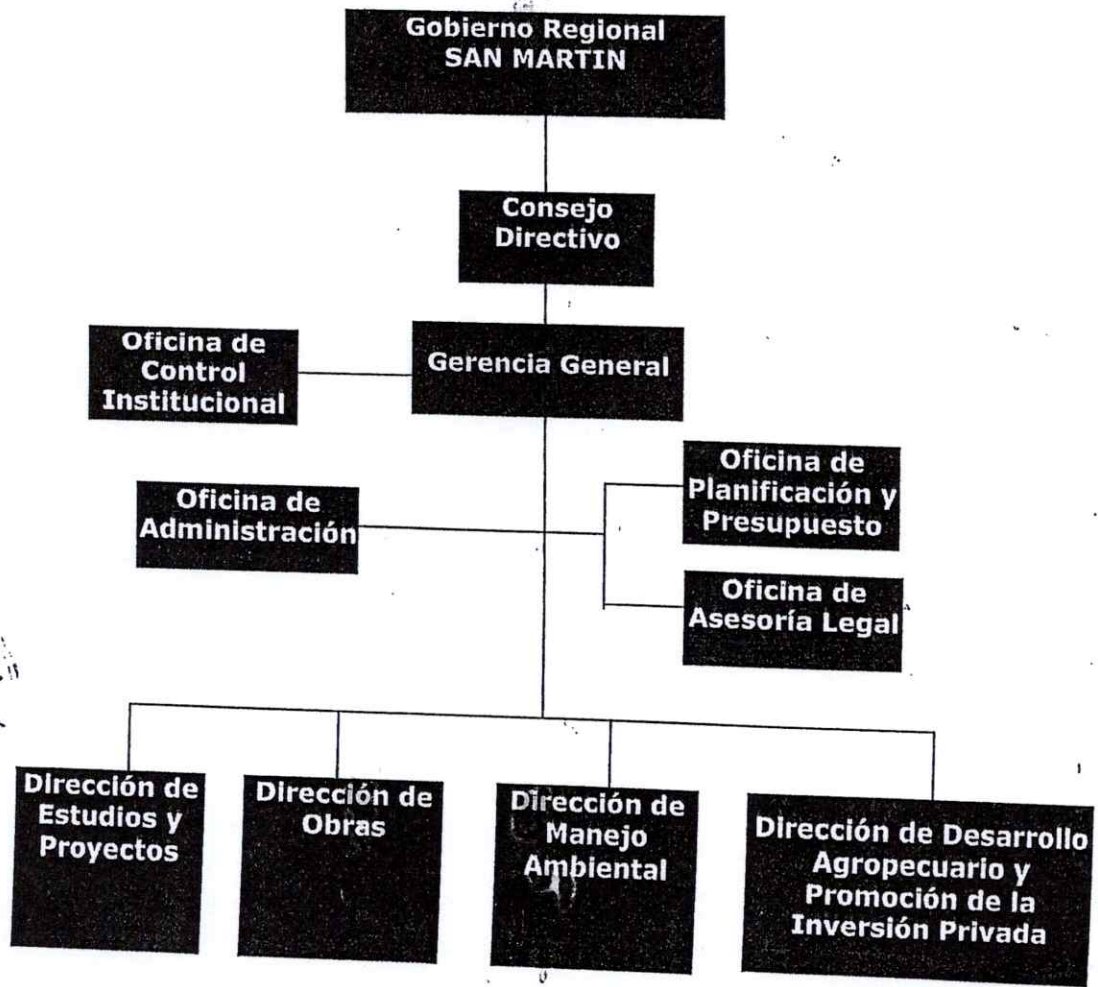 Gobierno Regional
SAN MARTIN
Consejo
Directivo
Oficina de
Control
Institucional
Gerencia General
Oficina de
Administración
Oficina de
Planificación y
Presupuesto
Oficina de
Asesoría Legal
Dirección de
Estudios y
Proyectos
Dirección de
Obras
Dirección de
Manejo
Ambiental
Dirección de Desarrollo
Agropecuario y
Promoción de la
Inversión Privada